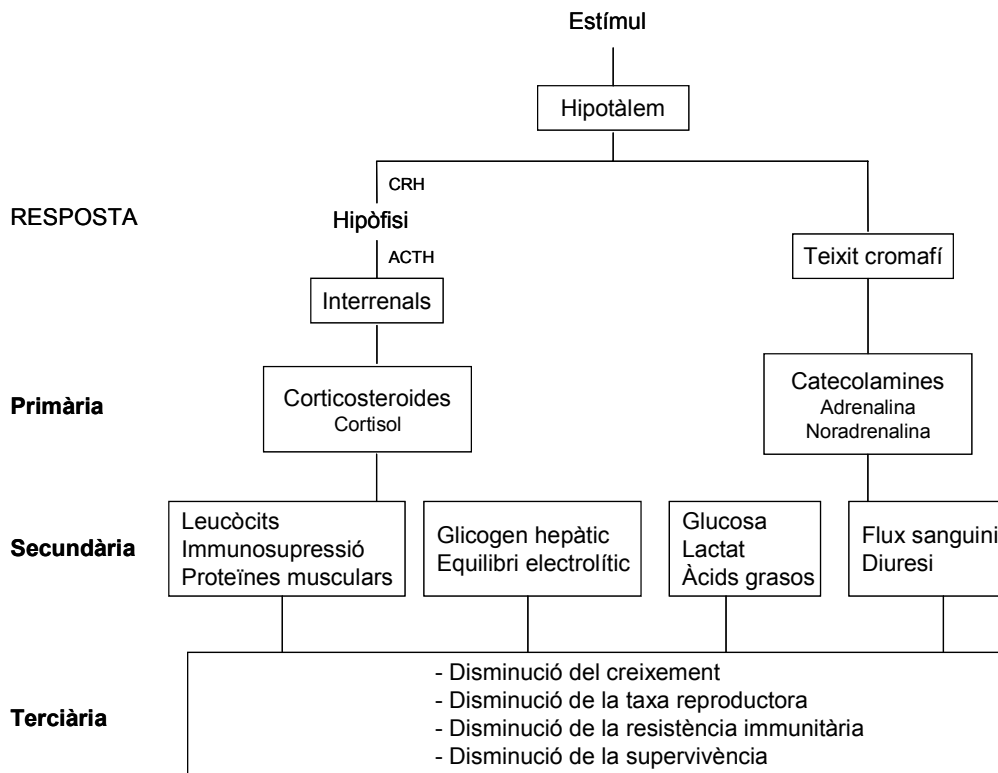 Estímul
Hipotàlem
CRH
RESPOSTA
Hipòfisi
ACTH
Teixit cromafí
Interrenals
Primària
Corticosteroides
Cortisol
Catecolamines
Adrenalina
Noradrenalina
Secundària
Leucòcits
Immunosupressió
Proteïnes musculars
Glicogen hepàtic
Equilibri electrolític
Glucosa
Lactat
Àcids grasos
Flux sanguini
Diuresi
Terciària
- Disminució del creixement
- Disminució de la taxa reproductora
- Disminució de la resistència immunitària
- Disminució de la supervivència